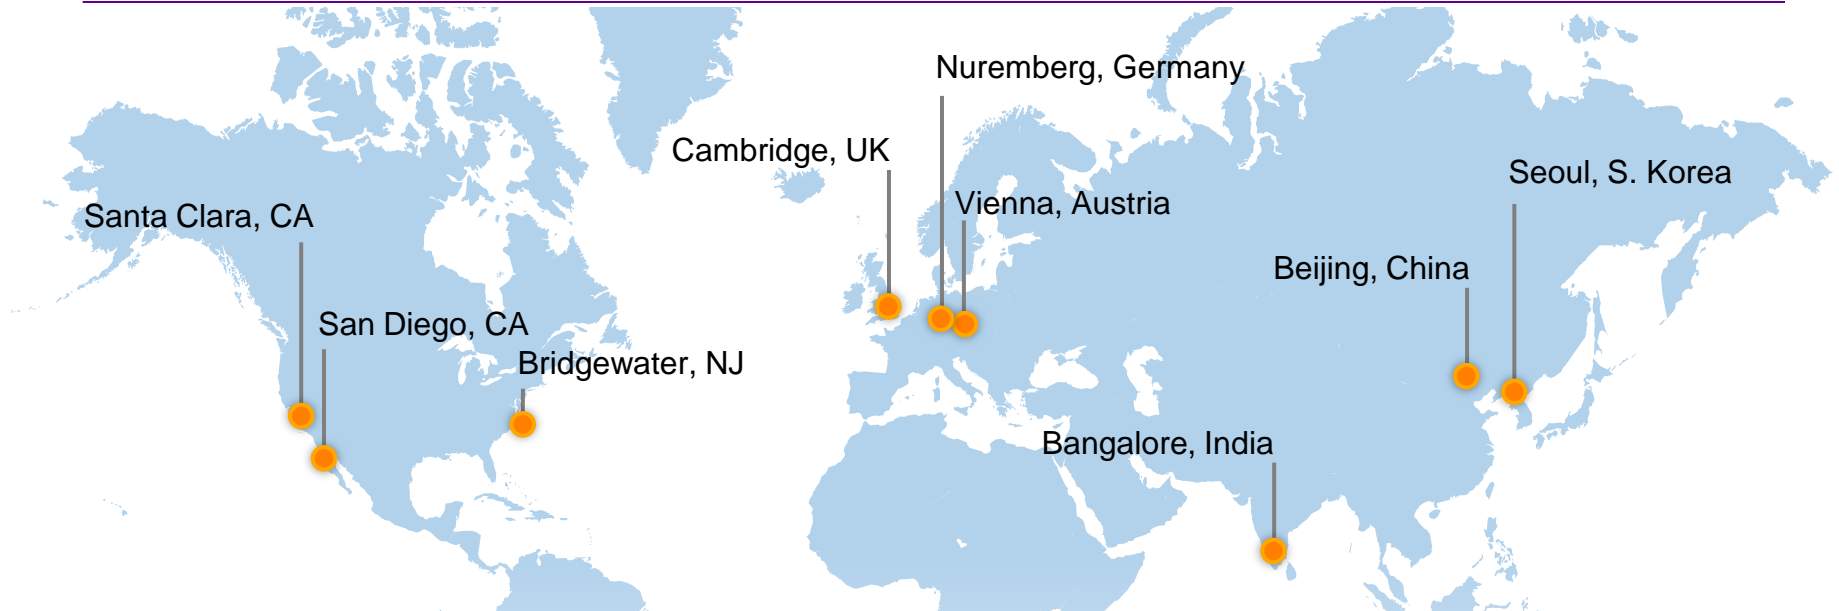 Nuremberg, Germany
Cambridge, UK
Seoul, S. Korea
Vienna, Austria
Santa Clara, CA
Beijing, China
San Diego, CA
Bridgewater, NJ
Bangalore, India